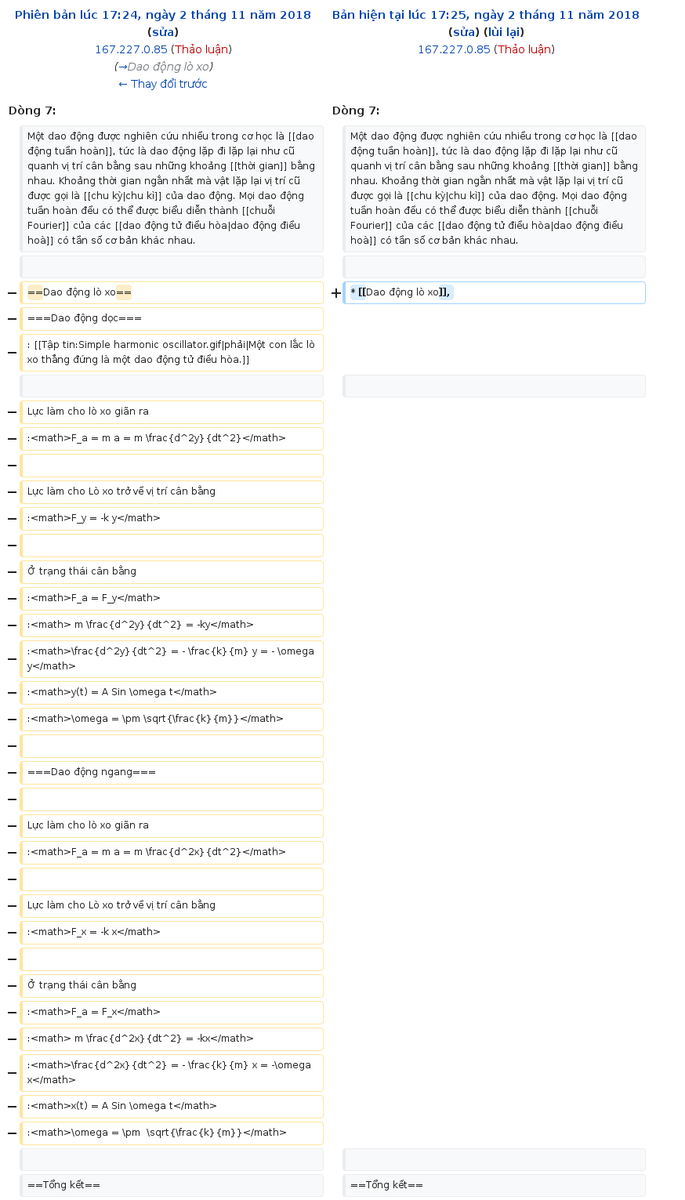 Phiên bản lúc 17:24, ngày 2 tháng 11 năm 2018
(sửa)
167.227.0.85 (Thảo luận)
(→Dao động lò xo)
← Thay đổi trước
Bản hiện tại lúc 17:25, ngày 2 tháng 11 năm 2018
(sửa) (lùi lại)
167.227.0.85 (Thảo luận)
Dòng 7:
Dòng 7:
Một dao động được nghiên cứu nhiều trong cơ học là [[dao
động tuần hoàn]], tức là dao động lặp đi lặp lại như cũ
quanh vị trí cân bằng sau những khoảng [[thời gian]] bằng
nhau. Khoảng thời gian ngắn nhất mà vật lặp lại vị trí cũ
được gọi là [[chu kỳ|chu kì]] của dao động. Mọi dao động
tuần hoàn đều có thể được biểu diễn thành [[chuỗi
Fourier]] của các [[dao động tử điều hòa|dao động điều
hoà]] có tần số cơ bản khác nhau.
Một dao động được nghiên cứu nhiều trong cơ học là [[dao
động tuần hoàn]], tức là dao động lặp đi lặp lại như cũ
quanh vị trí cân bằng sau những khoảng [[thời gian]] bằng
nhau. Khoảng thời gian ngắn nhất mà vật lặp lại vị trí cũ
được gọi là [[chu kỳ|chu kì]] của dao động. Mọi dao động
tuần hoàn đều có thể được biểu diễn thành [[chuỗi
Fourier]] của các [[dao động tử điều hòa|dao động điều
hoà]] có tần số cơ bản khác nhau.
− ==Dao động lò xo==
+ * [[Dao động lò xo]],
− ===Dao động dọc===
− : [[Tập tin:Simple harmonic oscillator.gif|phải|Một con lắc lò
xo thẳng đứng là một dao động tử điều hòa.]]
− Lực làm cho lò xo giãn ra
− :<math>F_a = m a = m \frac{d^2y}{dt^2}</math>
−
− Lực làm cho Lò xo trở về vị trí cân bằng
− :<math>F_y = -k y</math>
−
− Ở trạng thái cân bằng
− :<math>F_a = F_y</math>
− :<math> m \frac{d^2y}{dt^2} = -ky</math>
− :<math>\frac{d^2y}{dt^2} = - \frac{k}{m} y = - \omega
y</math>
− :<math>y(t) = A Sin \omega t</math>
− :<math>\omega = \pm \sqrt{\frac{k}{m}}</math>
−
− ===Dao động ngang===
−
− Lực làm cho lò xo giãn ra
− :<math>F_a = m a = m \frac{d^2x}{dt^2}</math>
−
− Lực làm cho Lò xo trở về vị trí cân bằng
− :<math>F_x = -k x</math>
−
− Ở trạng thái cân bằng
− :<math>F_a = F_x</math>
− :<math> m \frac{d^2x}{dt^2} = -kx</math>
− :<math>\frac{d^2x}{dt^2} = - \frac{k}{m} x = -\omega
x</math>
− :<math>x(t) = A Sin \omega t</math>
− :<math>\omega = \pm  \sqrt{\frac{k}{m}}</math>
==Tổng kết==
==Tổng kết==